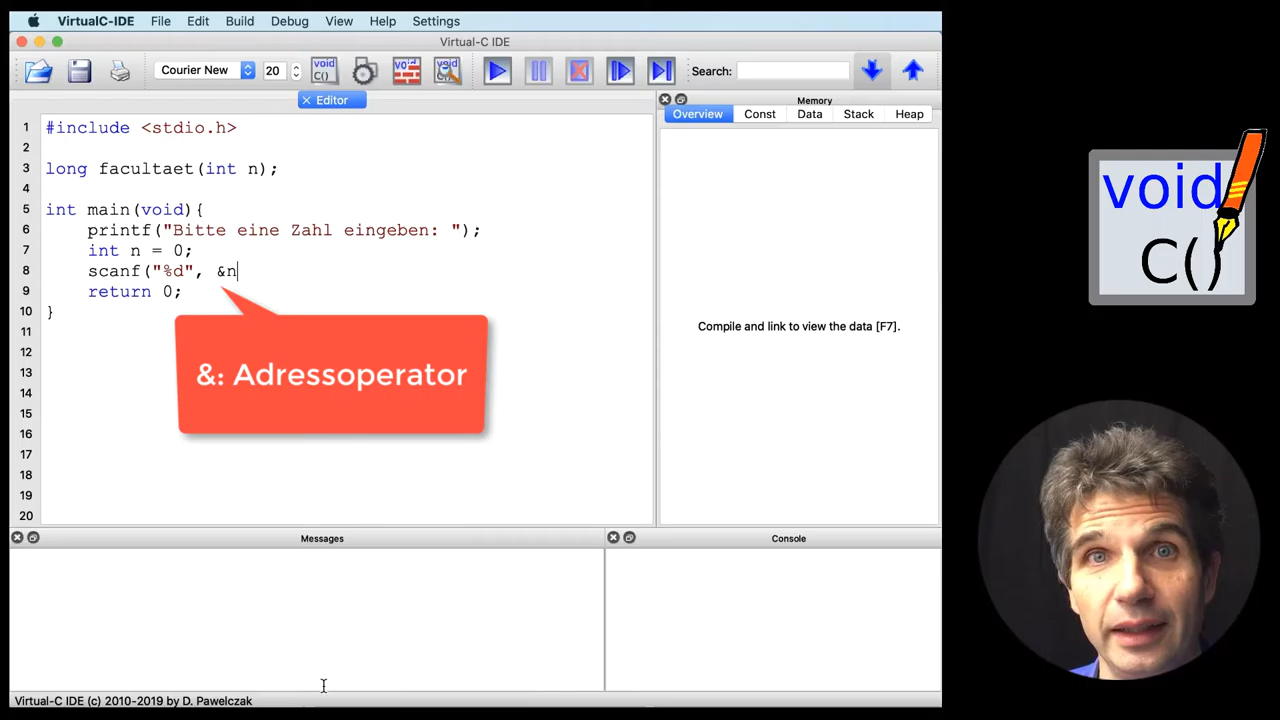 VirtualC-IDE File Edit Build Debug View Help Settings
Virtual-C IDE
Courier New 20 void C() void void C Search:
Editor
Memory
Overview Const Data Stack Heap
1 #include <stdio.h>
2
3 long facultaet(int n);
4
5 int main(void){
6 printf("Bitte eine Zahl eingeben: ");
7 int n = 0;
8 scanf("%d", &n
9 return 0;
10 }
11
12
13
14
15
16
17
18
19
20
&: Adressoperator
Compile and link to view the data [F7].
Messages
Console
Virtual-C IDE (c) 2010-2019 by D. Pawelczak
void
C()